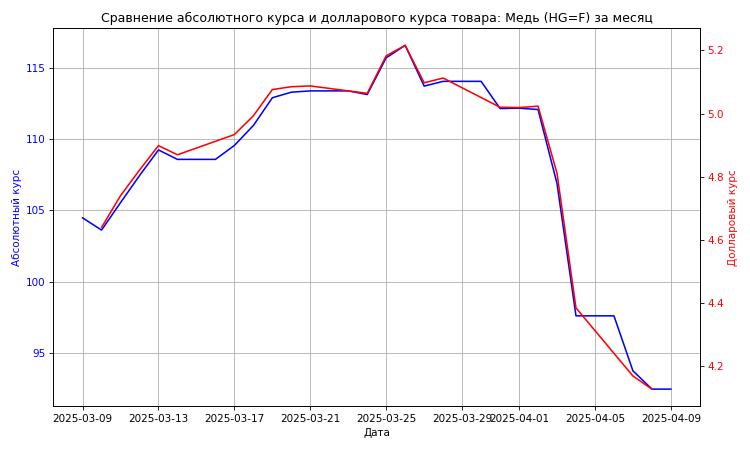 Сравнение абсолютного курса и долларового курса товара: Медь (HG=F) за месяц
Абсолютный курс
115
110
105
100
95
Долларовый курс
5.2
5.0
4.8
4.6
4.4
4.2
2025-03-09 2025-03-13 2025-03-17 2025-03-21 2025-03-25 2025-03-29 2025-04-01 2025-04-05 2025-04-09
Дата